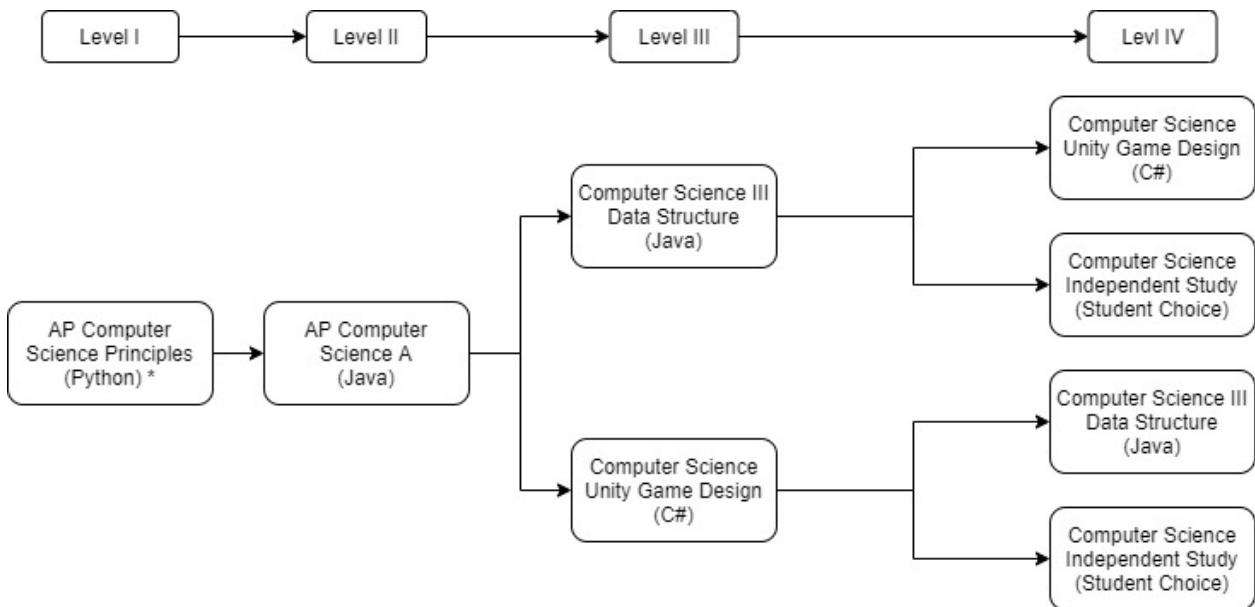 Level I
Level II
Level III
Levl IV
Computer Science
Unity Game Design
(C#)
Computer Science III
Data Structure
(Java)
Computer Science
Independent Study
(Student Choice)
AP Computer
Science Principles
(Python) *
AP Computer
Science A
(Java)
Computer Science III
Data Structure
(Java)
Computer Science
Unity Game Design
(C#)
Computer Science
Independent Study
(Student Choice)